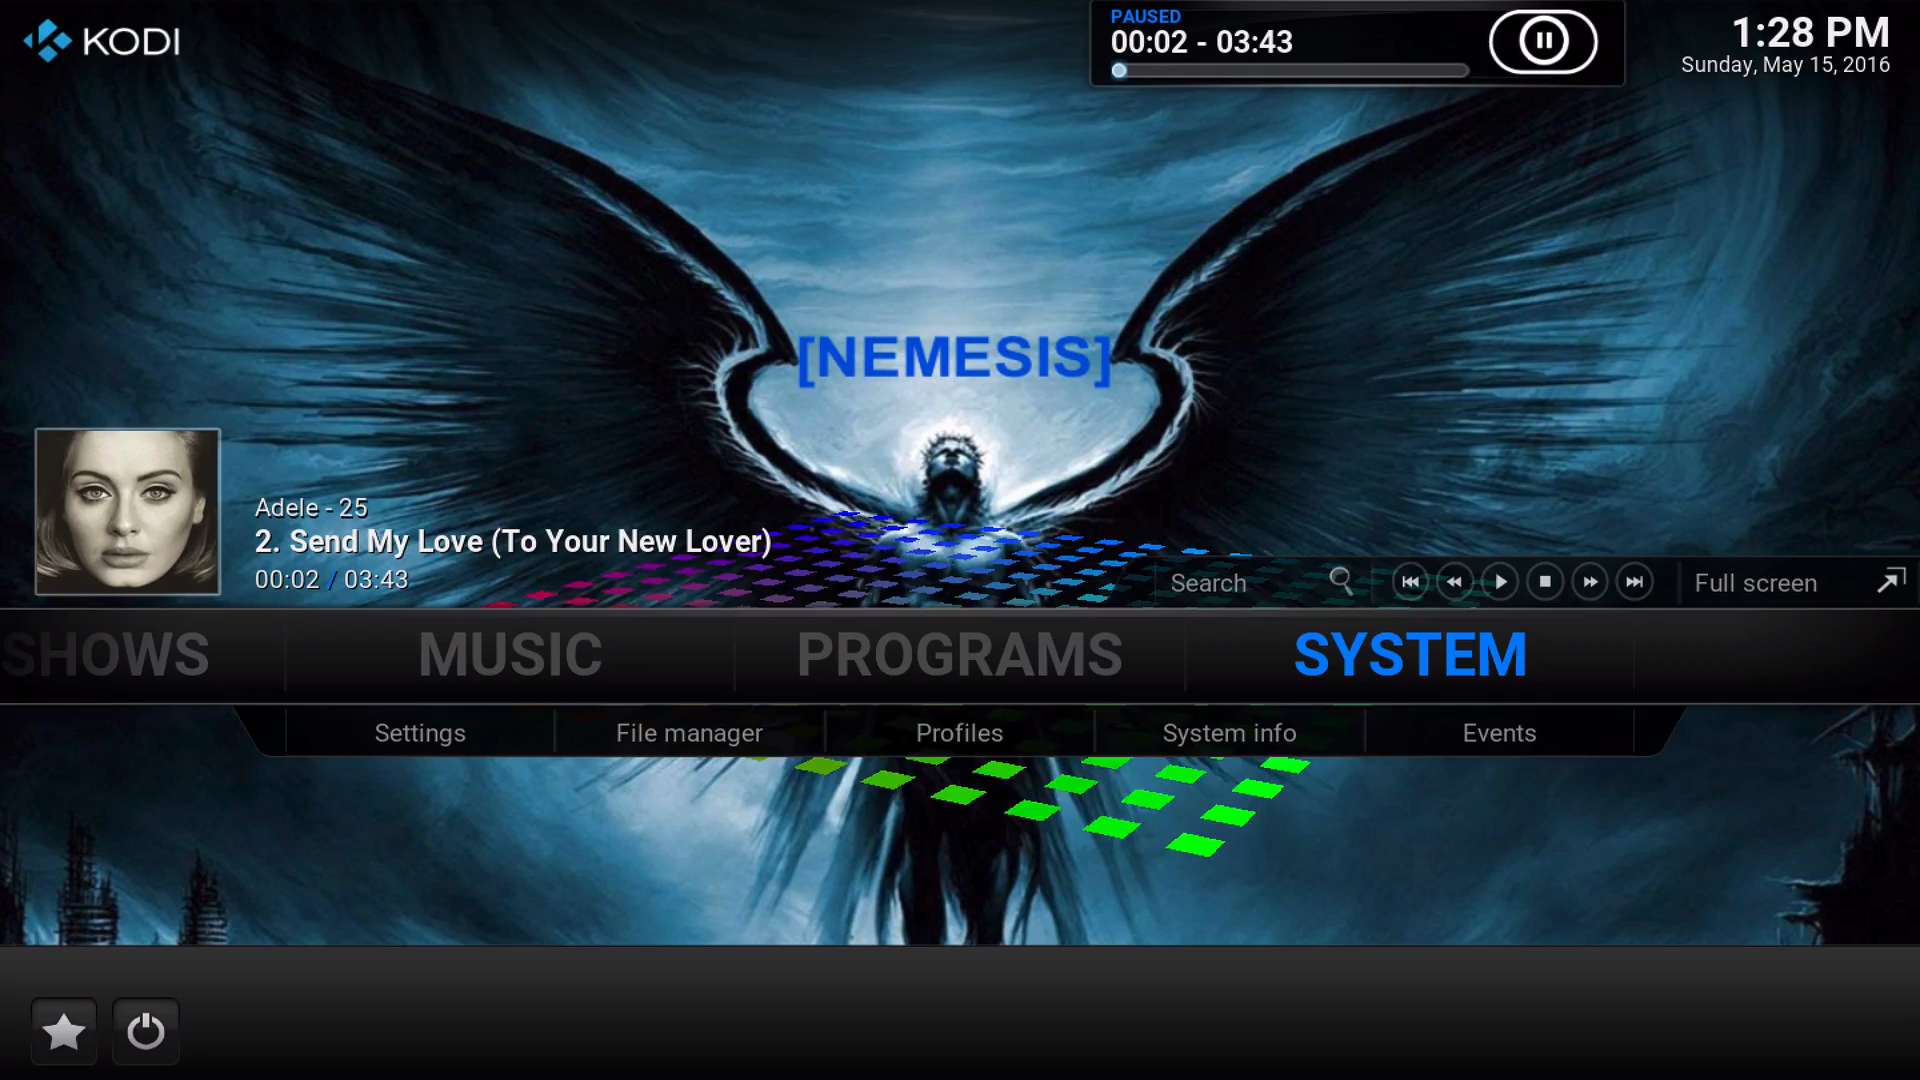 KODI
PAUSED
00:02 - 03:43
1:28 PM
Sunday, May 15, 2016
[NEMESIS]
Adele - 25
2. Send My Love (To Your New Lover)
00:02 / 03:43
Search
Full screen
SHOWS
MUSIC
PROGRAMS
SYSTEM
Settings
File manager
Profiles
System info
Events